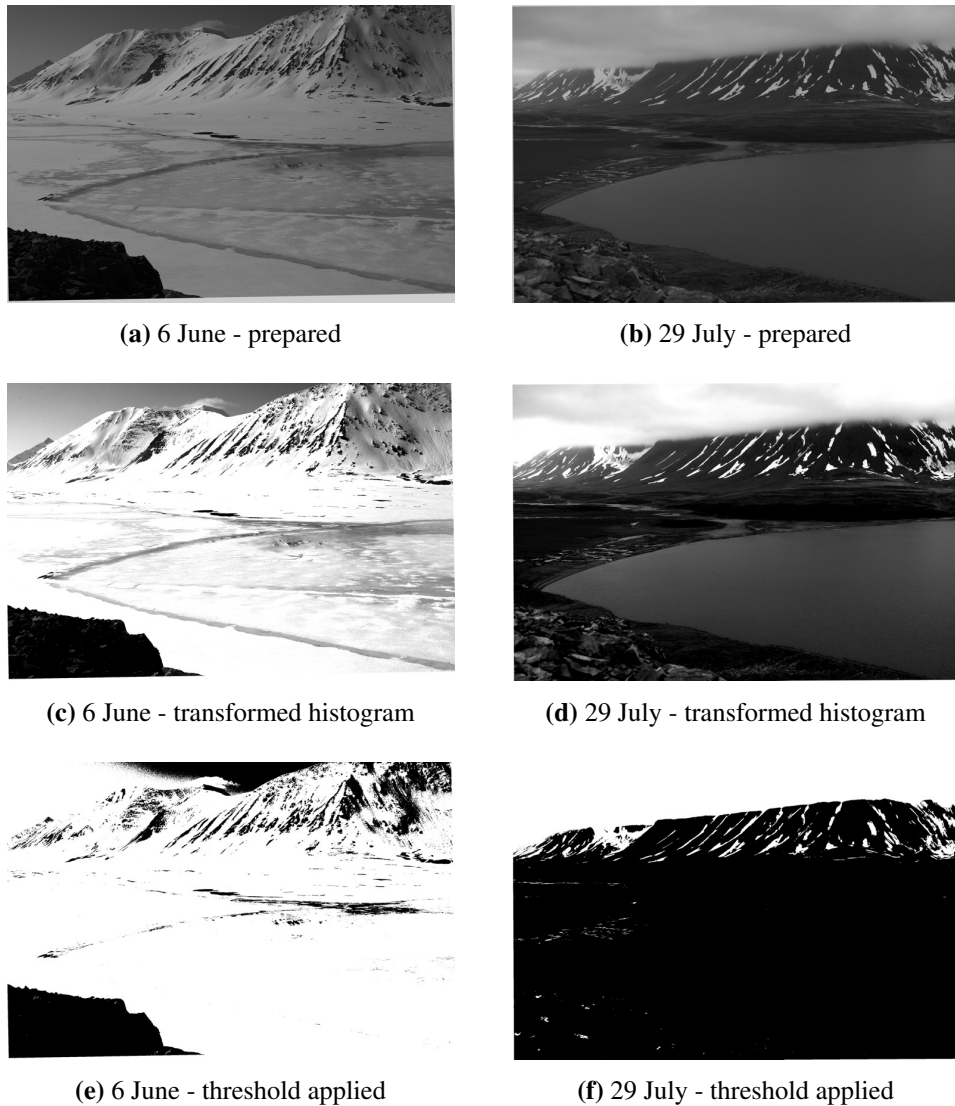 (a) 6 June - prepared
(b) 29 July - prepared
(c) 6 June - transformed histogram
(d) 29 July - transformed histogram
(e) 6 June - threshold applied
(f) 29 July - threshold applied